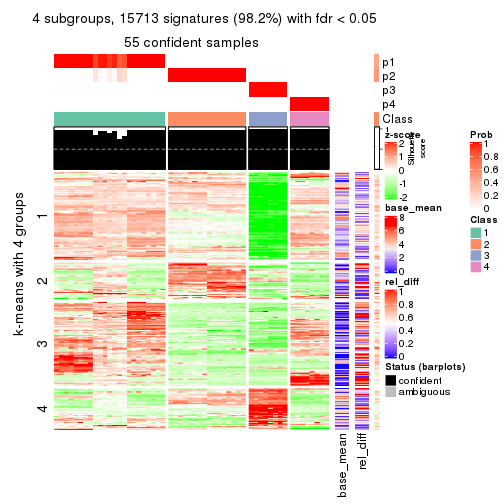 4 subgroups, 15713 signatures (98.2%) with fdr < 0.05
55 confident samples
p1
p2
p3
p4
Class
1
Silhouette
score
z-score
2
1
0
-1
-2
Prob
1
0.8
0.6
0.4
0.2
0
base_mean
8
6
4
2
0
Class
1
2
3
4
rel_diff
1
0.8
0.6
0.4
0.2
0
Status (barplots)
confident
ambiguous
k-means with 4 groups
1
2
3
4
base_mean
rel_diff